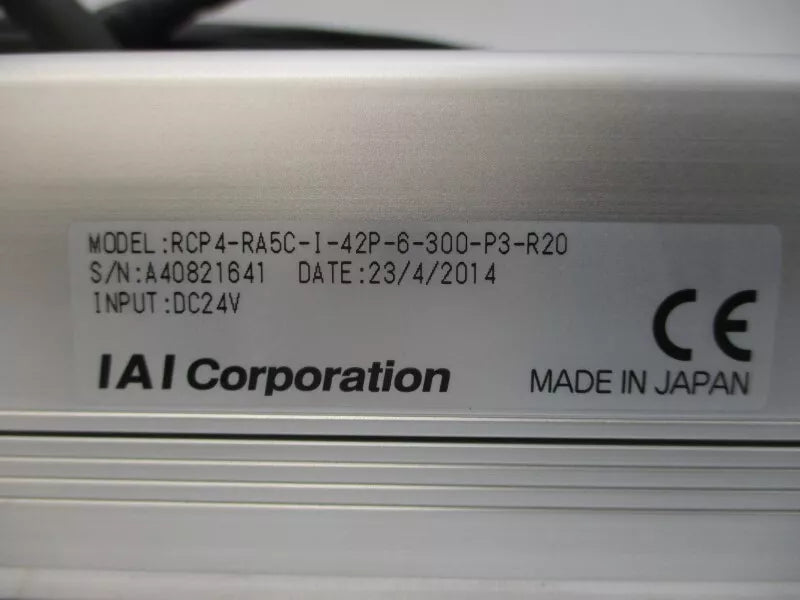 MODEL:RCP4-RA5C-I-42P-6-300-P3-R20
S/N:A40821641 DATE:23/4/2014
INPUT:DC24V
CE
IAI Corporation MADE IN JAPAN